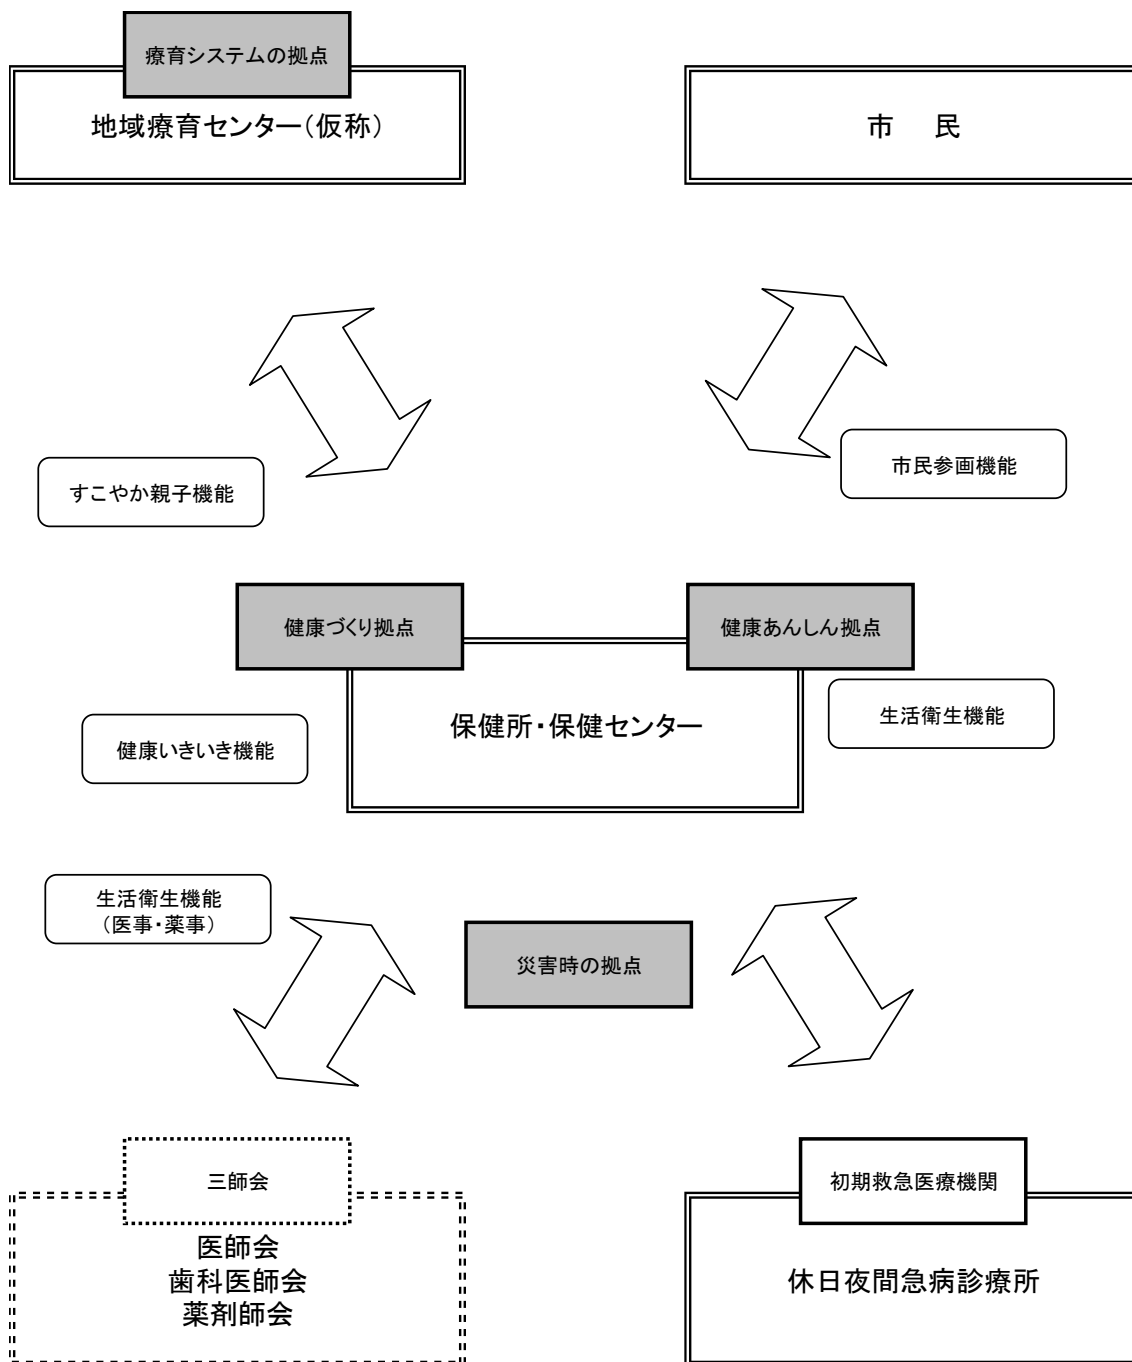 療育システムの拠点
地域療育センター(仮称)
市 民
すこやか親子機能
市民参画機能
健康づくり拠点
健康あんしん拠点
保健所・保健センター
生活衛生機能
健康いきいき機能
生活衛生機能
(医事・薬事)
災害時の拠点
三師会
医師会
歯科医師会
薬剤師会
初期救急医療機関
休日夜間急病診療所